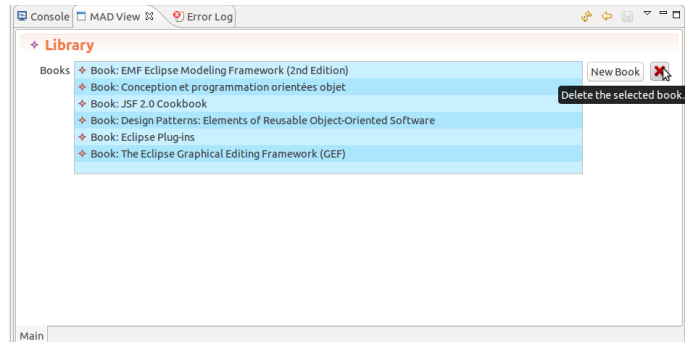 Console MAD View Error Log
Library
Books Book: EMF Eclipse Modeling Framework (2nd Edition) New Book
Book: Conception et programmation orientées objet
Delete the selected book.
Book: JSF 2.0 Cookbook
Book: Design Patterns: Elements of Reusable Object-Oriented Software
Book: Eclipse Plug-ins
Book: The Eclipse Graphical Editing Framework (GEF)
Main